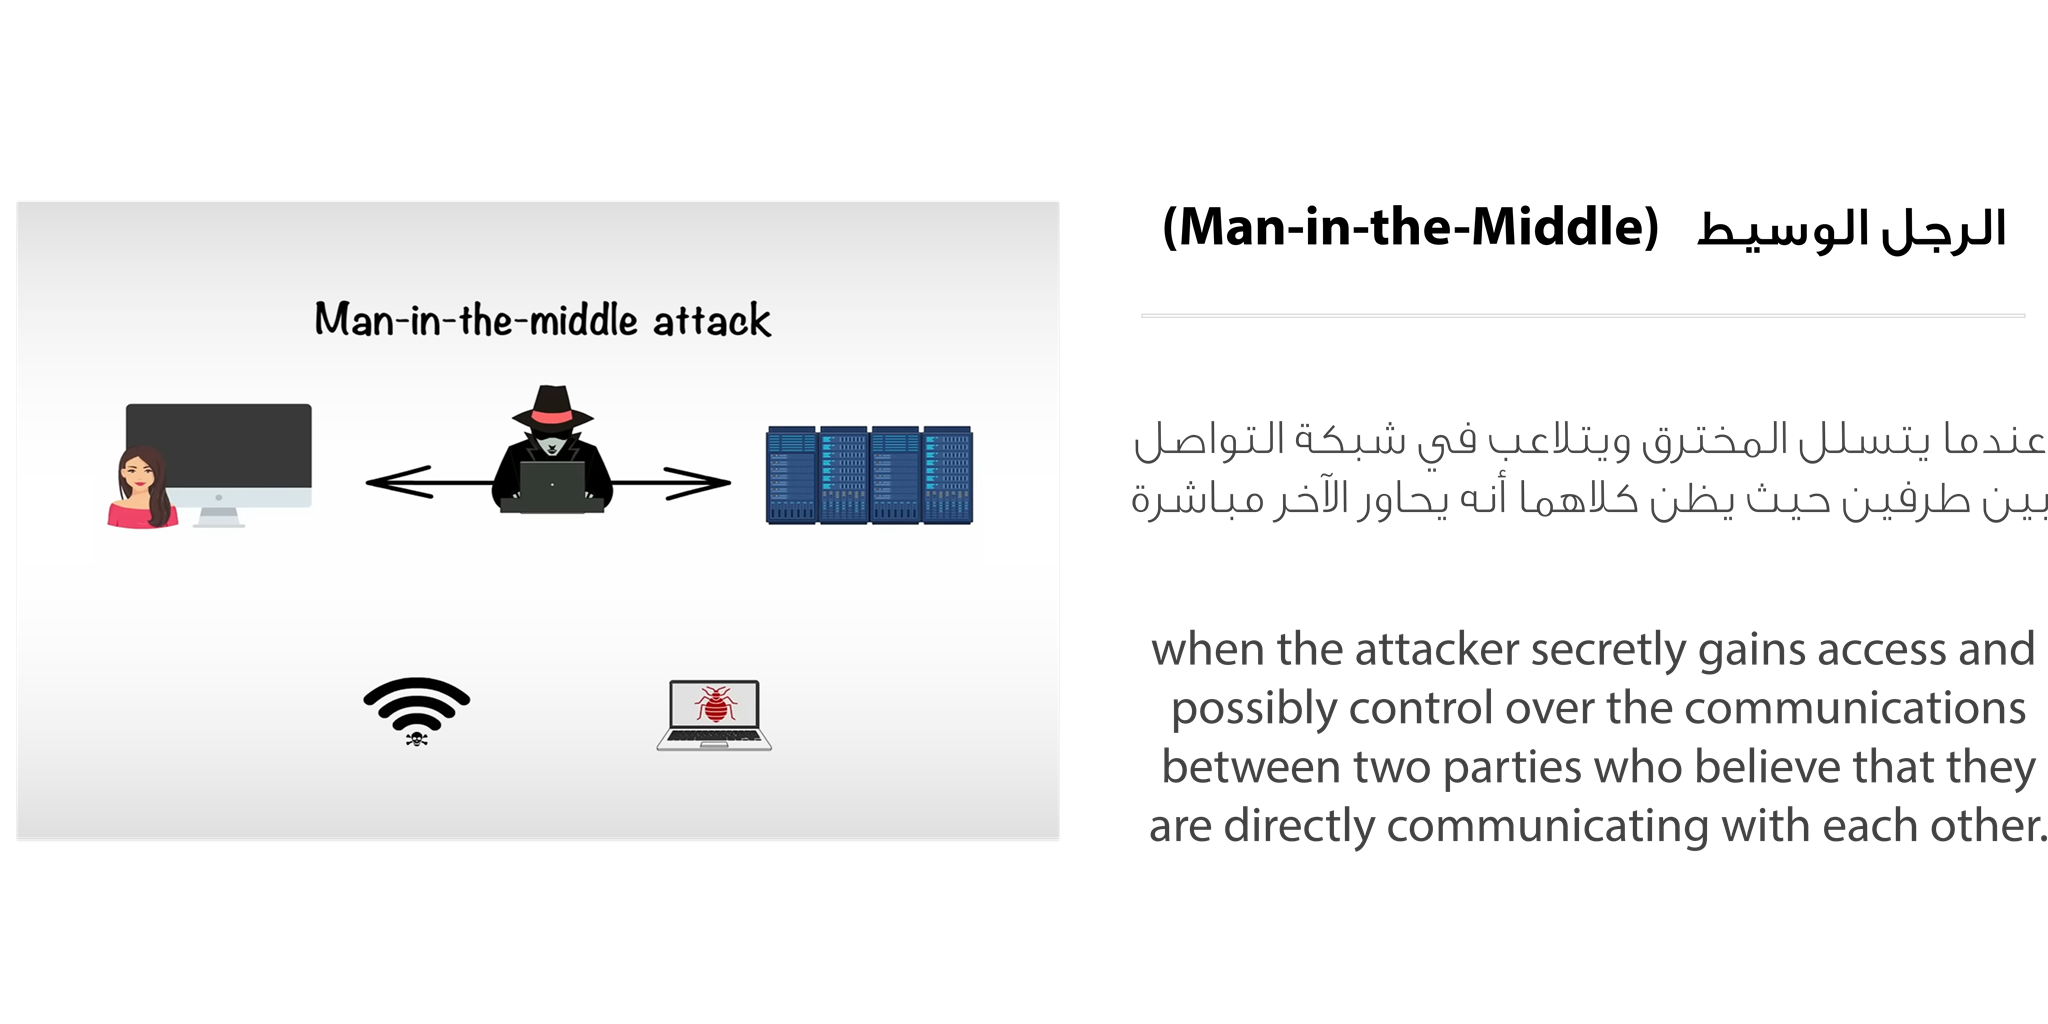 Man-in-the-middle attack
الرجل الوسيط (Man-in-the-Middle)
عندما يتسلل المخترق ويتلاعب في شبكة التواصل
بين طرفين حيث يظن كلاهما أنه يحاور الآخر مباشرة
when the attacker secretly gains access and
possibly control over the communications
between two parties who believe that they
are directly communicating with each other.